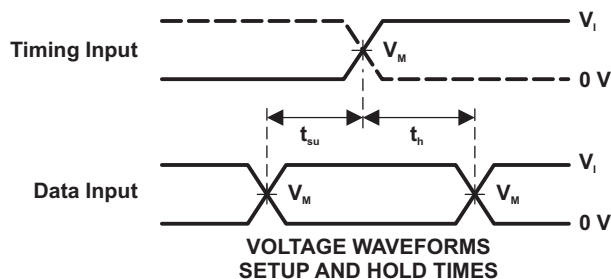 V_I
Timing Input
V_M
0 V
t_su
t_h
V_I
Data Input
V_M
V_M
0 V
VOLTAGE WAVEFORMS
SETUP AND HOLD TIMES